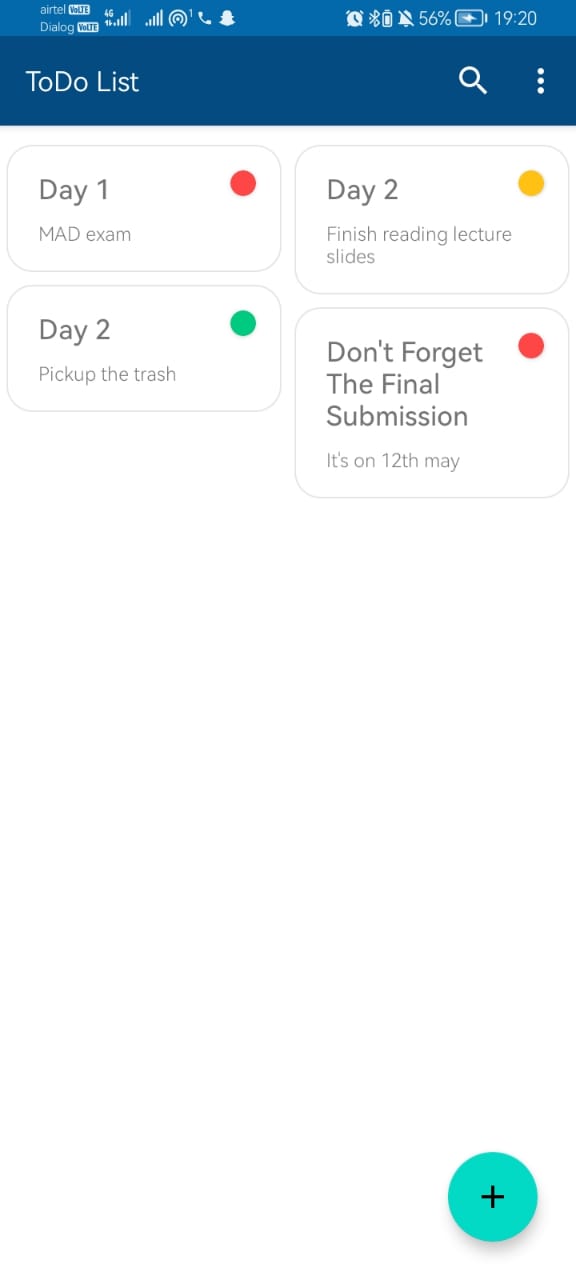 airtel VoLTE
Dialog VoLTE
4G
1
56%
19:20
ToDo List
Day 1
MAD exam
Day 2
Finish reading lecture
slides
Day 2
Pickup the trash
Don't Forget
The Final
Submission
It's on 12th may
+